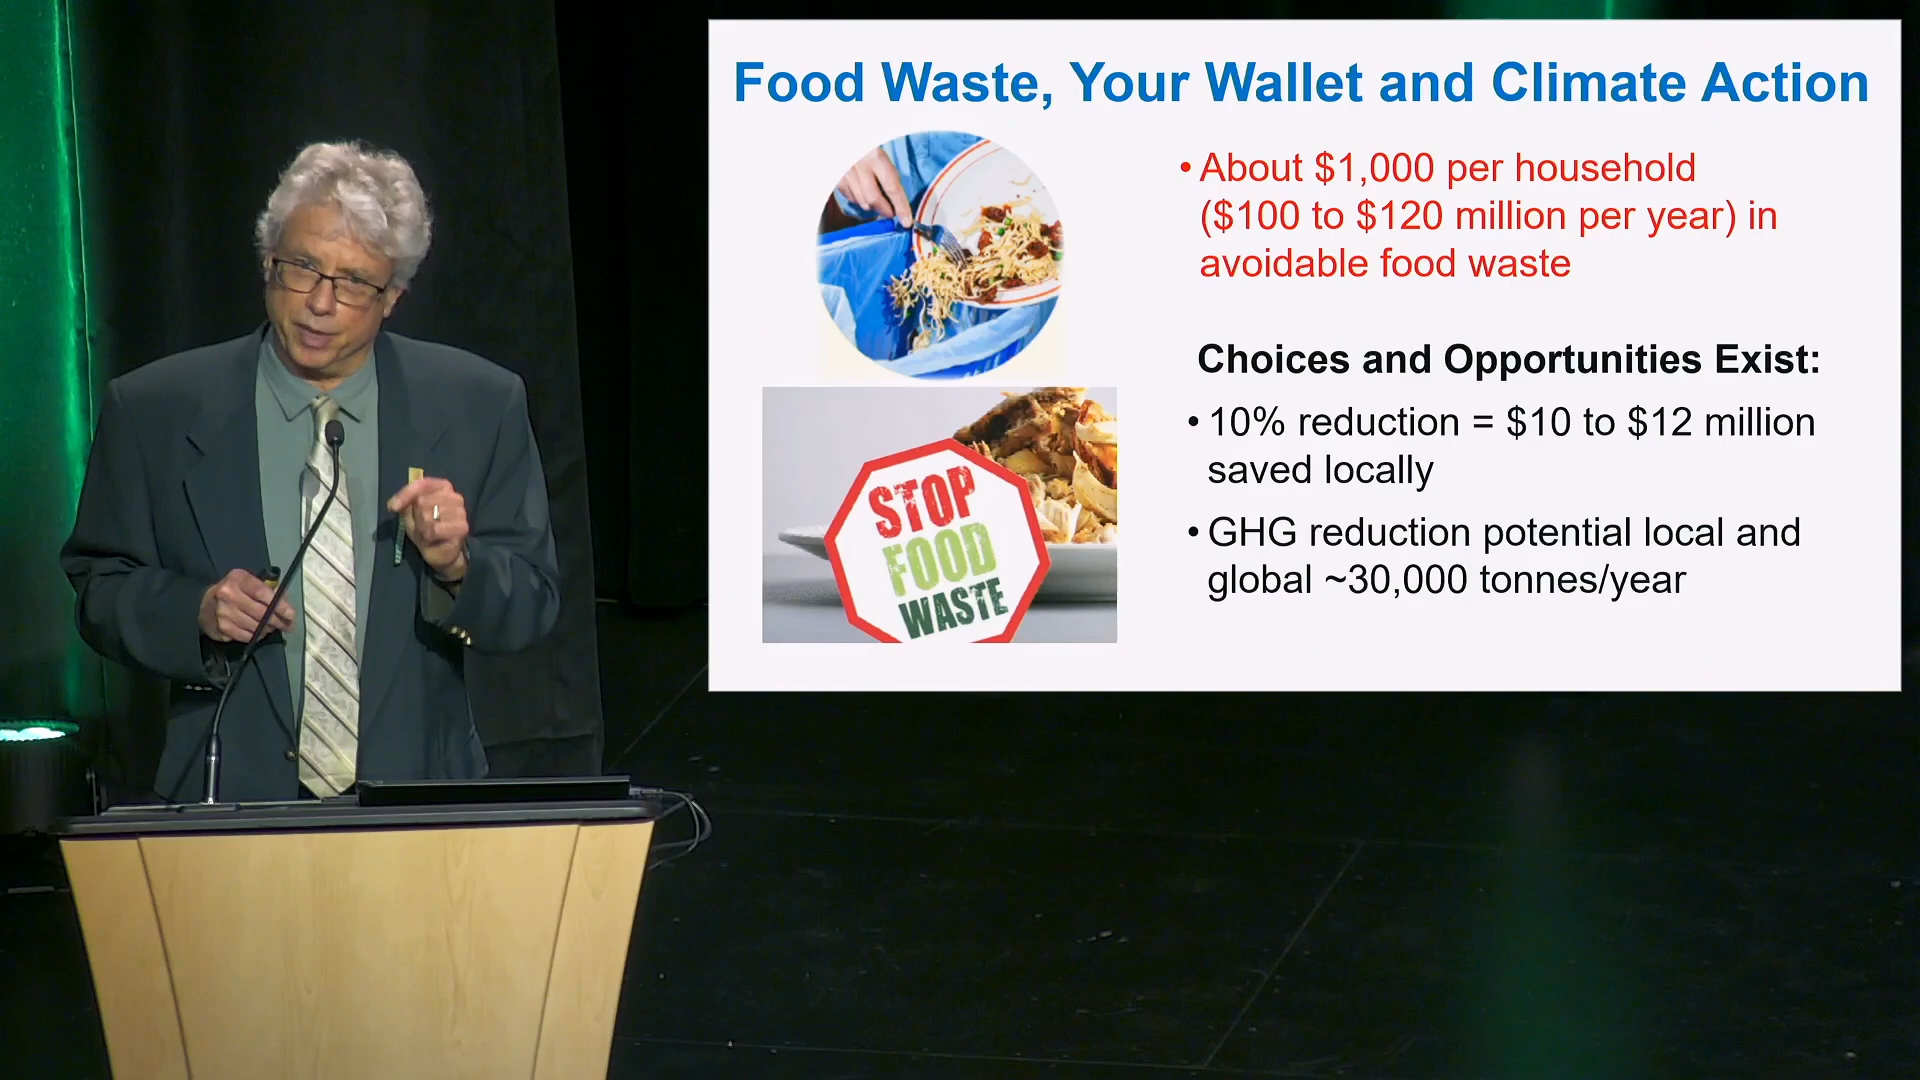 Food Waste, Your Wallet and Climate Action
• About $1,000 per household
($100 to $120 million per year) in
avoidable food waste
Choices and Opportunities Exist:
• 10% reduction = $10 to $12 million
saved locally
• GHG reduction potential local and
global ~30,000 tonnes/year
STOP
FOOD
WASTE